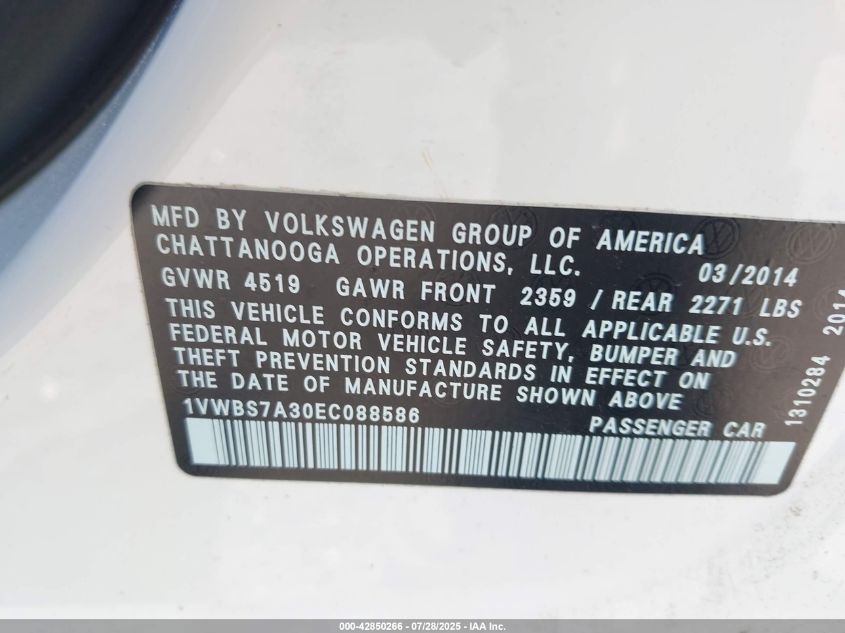 MFD BY VOLKSWAGEN GROUP OF AMERICA
CHATTANOOGA OPERATIONS, LLC. 03/2014
GVWR 4519 GAWR FRONT 2359 / REAR 2271 LBS
THIS VEHICLE CONFORMS TO ALL APPLICABLE U.S.
FEDERAL MOTOR VEHICLE SAFETY, BUMPER AND
THEFT PREVENTION STANDARDS IN EFFECT ON
THE DATE OF MANUFACTURE SHOWN ABOVE
1VWBS7A30EC088586 PASSENGER CAR
1310284 2014
000-42850266 - 07/28/2025 - IAA Inc.